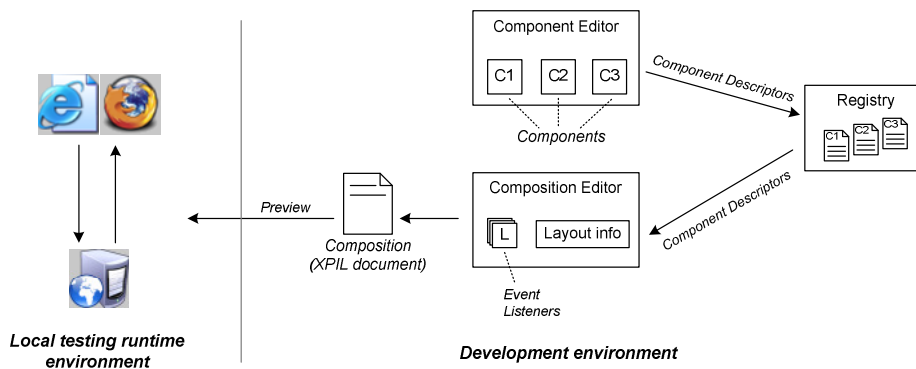 Component Editor
C1
C2
C3
Components
Component Descriptors
Registry
C1
C2
C3
Component Descriptors
Composition Editor
L
Layout info
Event
Listeners
Preview
Composition
(XPIL document)
Local testing runtime
environment
Development environment